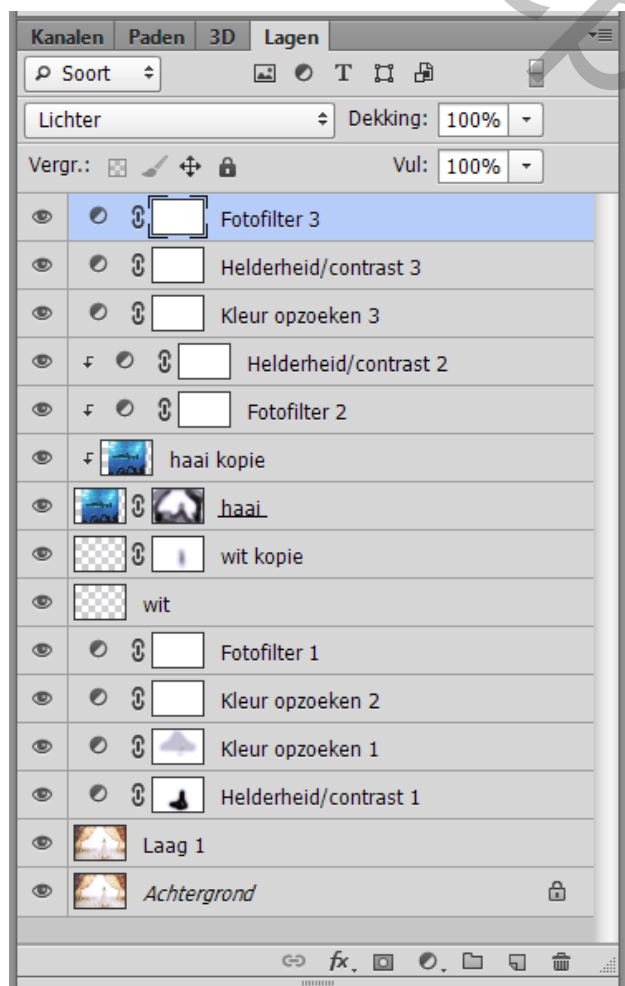 Kanalen Paden 3D Lagen
Soort
Lichter Dekking: 100%
Vergr.: Vul: 100%
Fotofilter 3
Helderheid/contrast 3
Kleur opzoeken 3
Helderheid/contrast 2
Fotofilter 2
haai kopie
haai
wit kopie
wit
Fotofilter 1
Kleur opzoeken 2
Kleur opzoeken 1
Helderheid/contrast 1
Laag 1
Achtergrond
fx